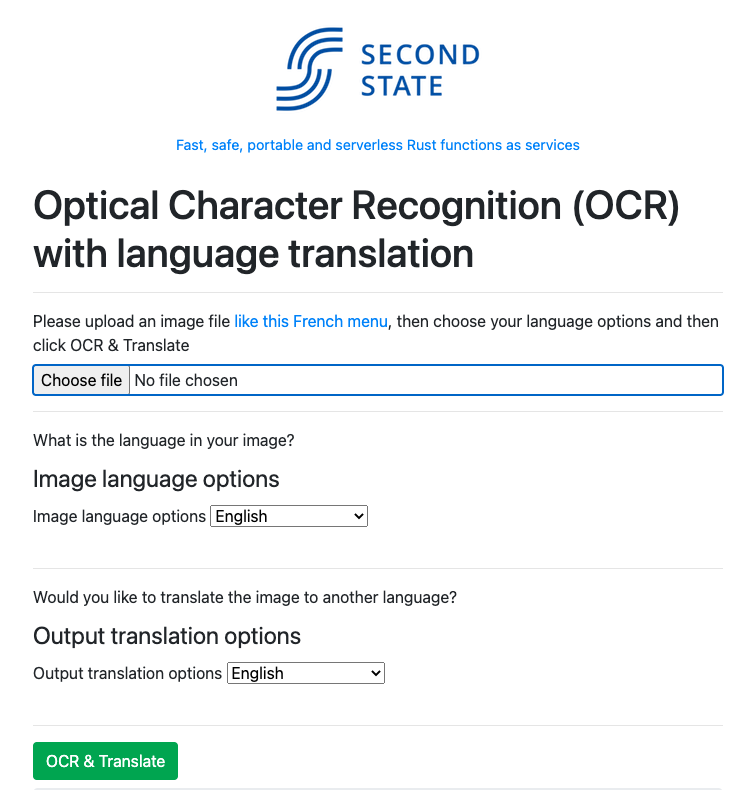 SECOND
STATE
Fast, safe, portable and serverless Rust functions as services
Optical Character Recognition (OCR)
with language translation
Please upload an image file like this French menu, then choose your language options and then
click OCR & Translate
Choose file No file chosen
What is the language in your image?
Image language options
Image language options English
Would you like to translate the image to another language?
Output translation options
Output translation options English
OCR & Translate